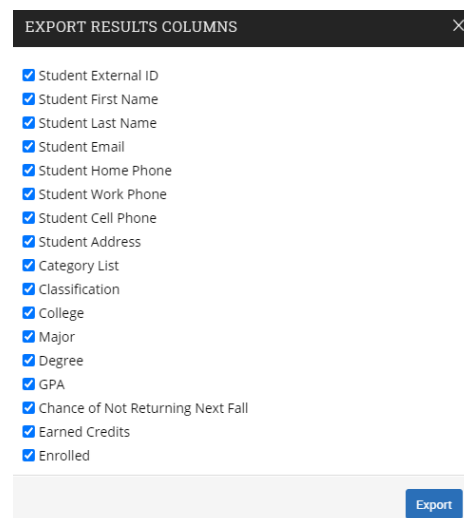 EXPORT RESULTS COLUMNS
Student External ID
Student First Name
Student Last Name
Student Email
Student Home Phone
Student Work Phone
Student Cell Phone
Student Address
Category List
Classification
College
Major
Degree
GPA
Chance of Not Returning Next Fall
Earned Credits
Enrolled
Export